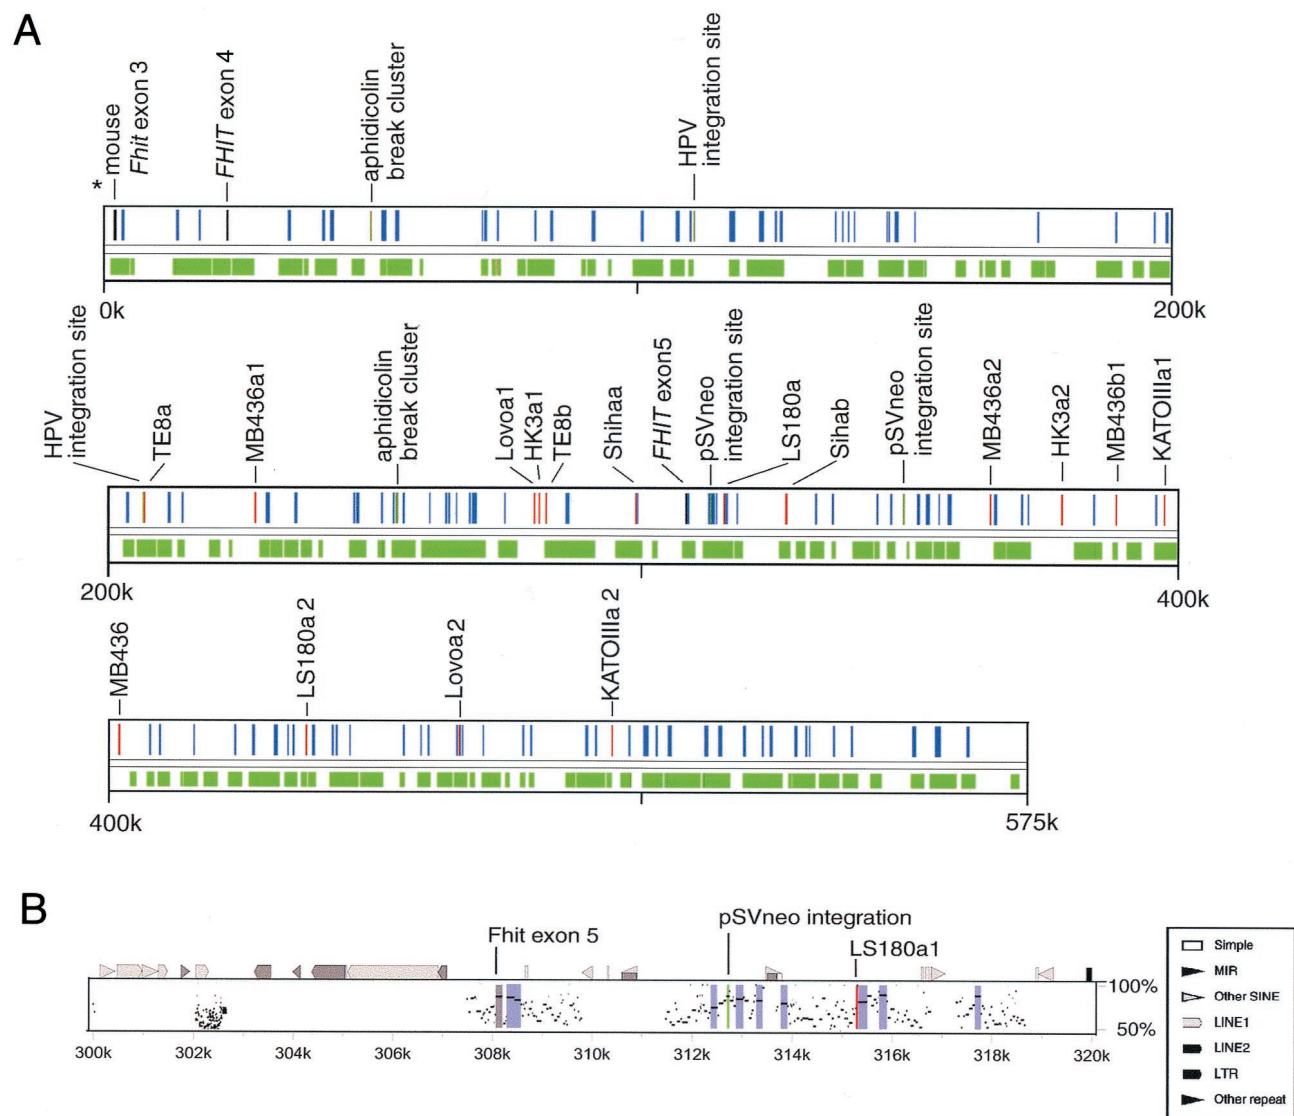 A
* mouse
Fhit exon 3
FHIT exon 4
aphidicolin
break cluster
HPV
integration site
0k
200k
HPV
integration site
TE8a
MB436a1
aphidicolin
break cluster
Lovoa1
HK3a1
TE8b
Shihaa
FHIT exon5
pSVneo
integration site
LS180a
Sihab
pSVneo
integration site
MB436a2
HK3a2
MB436b1
KATOIIIa1
200k
400k
MB436
LS180a 2
Lovoa2
KATOIIIa 2
400k
575k
B
Fhit exon 5
pSVneo integration
LS180a1
100%
50%
300k
302k
304k
306k
308k
310k
312k
314k
316k
318k
320k
Simple
MIR
Other SINE
LINE1
LINE2
LTR
Other repeat